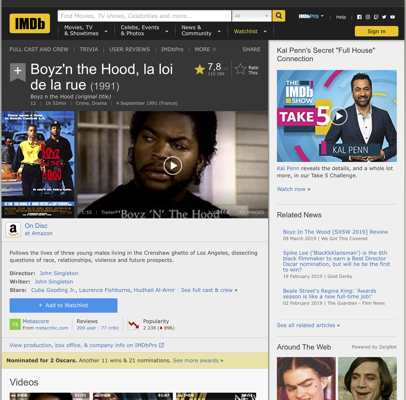 IMDb
Find Movies, TV shows, Celebrities and more...
All
Movies, TV
& Showtimes
Celebs, Events
& Photos
News &
Community
Watchlist
IMDbPro
Help
Sign in
FULL CAST AND CREW | TRIVIA | USER REVIEWS | IMDbPro | MORE
SHARE
Boyz'n the Hood, la loi
de la rue (1991)
Boyz n the Hood (original title)
12 | 1h 52min | Crime, Drama | 4 September 1991 (France)
7,8
Rate
This
Trailer
'Boyz 'N' The Hood'
IMAGES
On Disc
at Amazon
Follows the lives of three young males living in the Crenshaw ghetto of Los Angeles, dissecting
questions of race, relationships, violence and future prospects.
Director: John Singleton
Writer: John Singleton
Stars: Cuba Gooding Jr., Laurence Fishburne, Hudhail Al-Amir | See full cast & crew »
+ Add to Watchlist
Metascore
From metacritic.com
Reviews
209 user | 77 critic
Popularity
2 238 (896)
View production, box office, & company info on IMDbPro
Nominated for 2 Oscars. Another 11 wins & 21 nominations. See more awards »
Videos
Kal Penn's Secret "Full House"
Connection
THE
IMDb
SHOW
TAKE 5
KAL PENN
Kal Penn reveals the details, and a whole lot
more, in our Take 5 Challenge.
Watch now »
Related News
Boyz In The Wood [SXSW 2019] Review
09 March 2019 | We Got This Covered
Spike Lee ('BlacKkKlansman') is the 6th
black filmmaker to earn a Best Director
Oscar nomination, but will he be the first
to win?
19 February 2019 | Gold Derby
Beale Street's Regina King: 'Awards
season is like a new full-time job'
02 February 2019 | The Guardian - Film News
See all related articles »
Around The Web
Powered by ZergNet